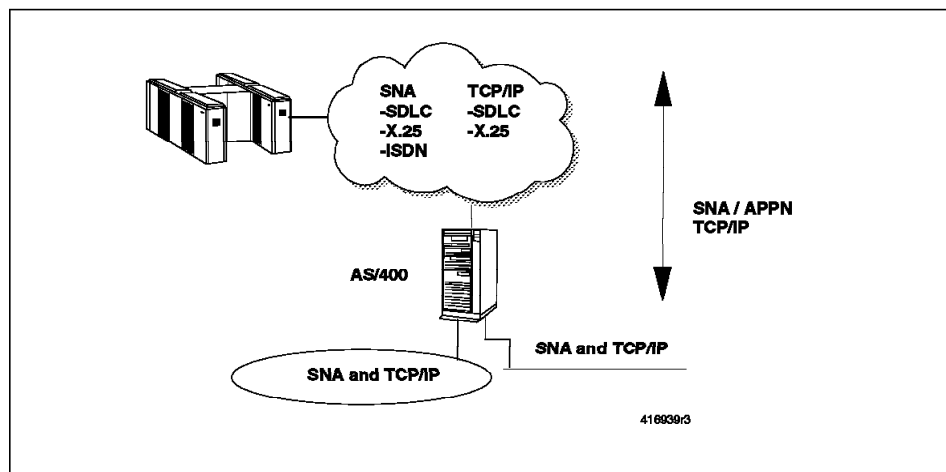 SNA TCP/IP
-SDLC -SDLC
-X.25 -X.25
-ISDN
SNA / APPN
TCP/IP
AS/400
SNA and TCP/IP
SNA and TCP/IP
416939r3